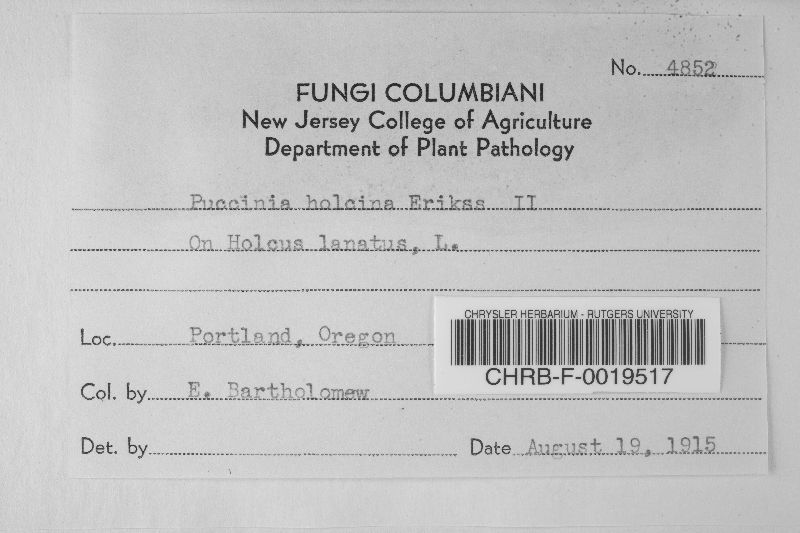 No. 4852
FUNGI COLUMBIANI
New Jersey College of Agriculture
Department of Plant Pathology
Puccinia holcina Erikss II
On Holcus lanatus, L.
Loc. Portland, Oregon
CHRYSLER HERBARIUM - RUTGERS UNIVERSITY
CHRB-F-0019517
Col. by E. Bartholomew
Det. by
Date August 19, 1915